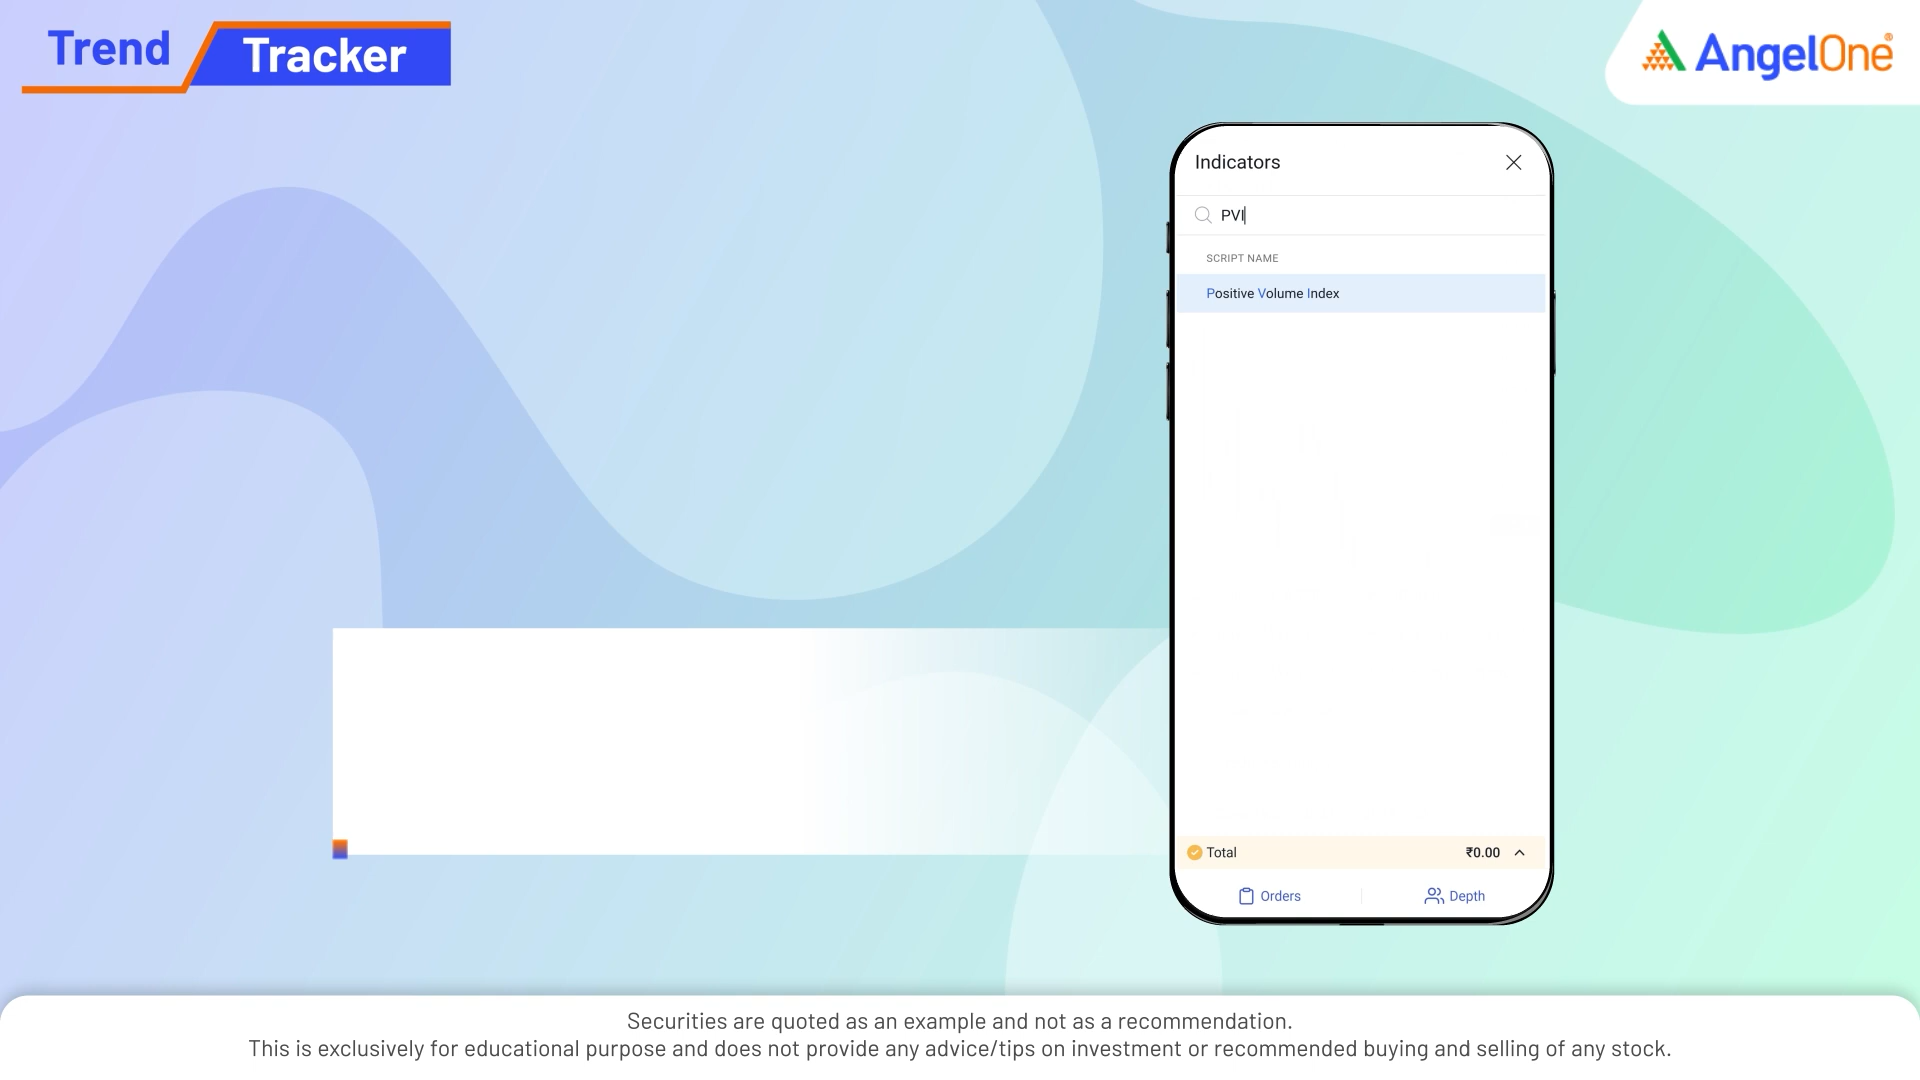 Trend Tracker
AngelOne®
Indicators
PVI
SCRIPT NAME
Positive Volume Index
Total ₹0.00
Orders Depth
Securities are quoted as an example and not as a recommendation.
This is exclusively for educational purpose and does not provide any advice/tips on investment or recommended buying and selling of any stock.